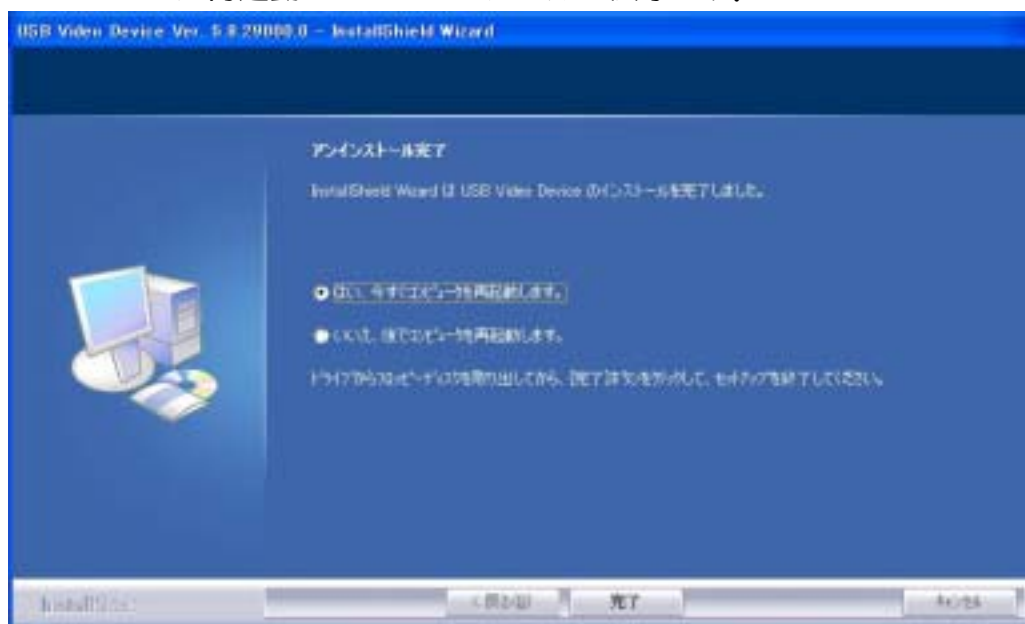 USB Video Device Ver. 5.8.29000.0 - InstallShield Wizard
アンインストール完了
InstallShield Wizard は USB Video Device のインストールを完了しました。
はい、今すぐコンピュータを再起動します。
いいえ、後でコンピュータを再起動します。
ドライブからフロッピーディスクを取り出してから、[完了]ボタンをクリックして、セットアップを終了してください。
InstallShield
< 戻る(B)
完了
キャンセル